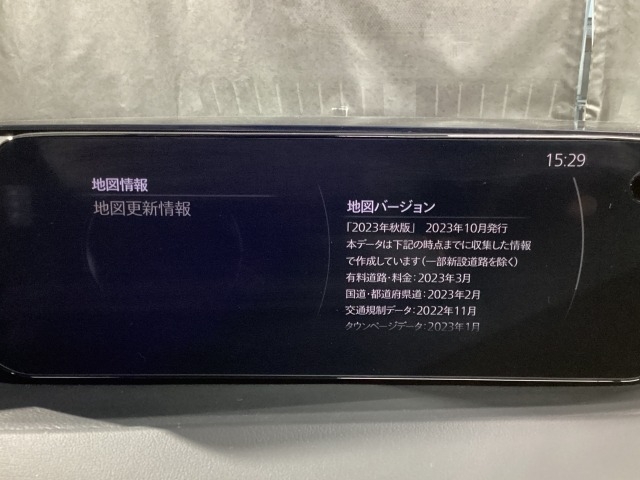 15:29
地図情報
地図更新情報
地図バージョン
「2023年秋版」 2023年10月発行
本データは下記の時点までに収集した情報
で作成しています(一部新設道路を除く)
有料道路・料金:2023年3月
国道・都道府県道:2023年2月
交通規制データ:2022年11月
タウンページデータ:2023年1月